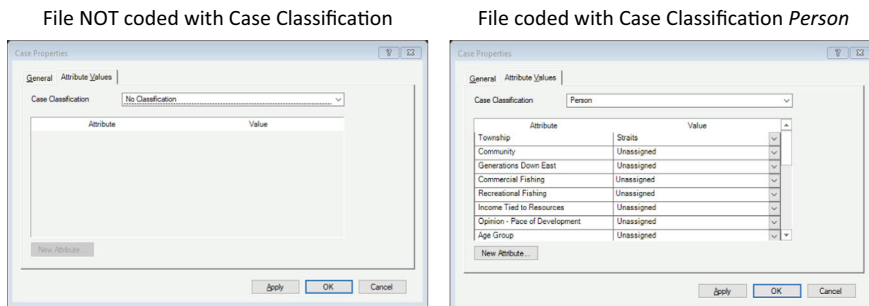 File NOT coded with Case Classification
Case Properties
General Attribute Values
Case Classification No Classification
Attribute Value
New Attribute...
Apply OK Cancel
File coded with Case Classification Person
Case Properties
General Attribute Values
Case Classification Person
Attribute Value
Township Straits
Community Unassigned
Generations Down East Unassigned
Commercial Fishing Unassigned
Recreational Fishing Unassigned
Income Tied to Resources Unassigned
Opinion - Pace of Development Unassigned
Age Group Unassigned
New Attribute...
Apply OK Cancel